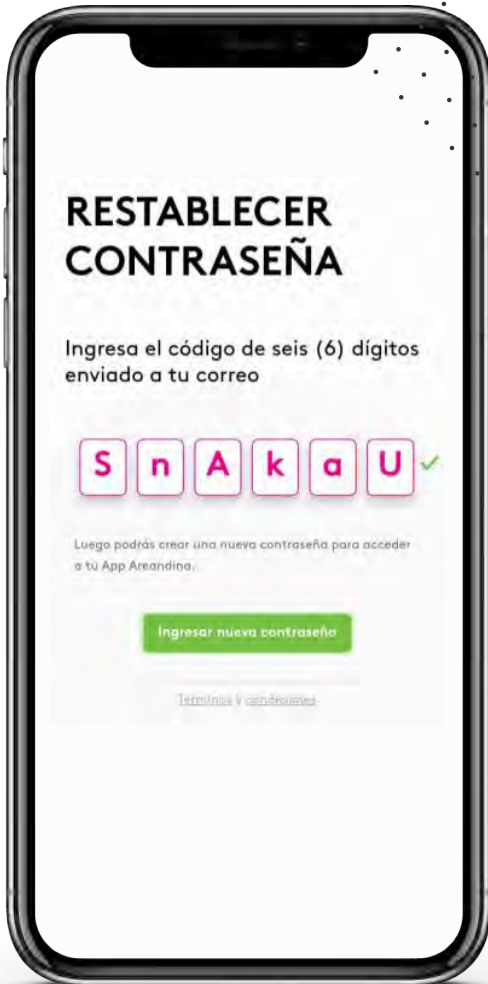 RESTABLECER
CONTRASEÑA
Ingresa el código de seis (6) dígitos
enviado a tu correo
S n A k a U
Luego podrás crear una nueva contraseña para acceder
a tu App Areandina.
Ingresar nueva contraseña
Términos y condiciones